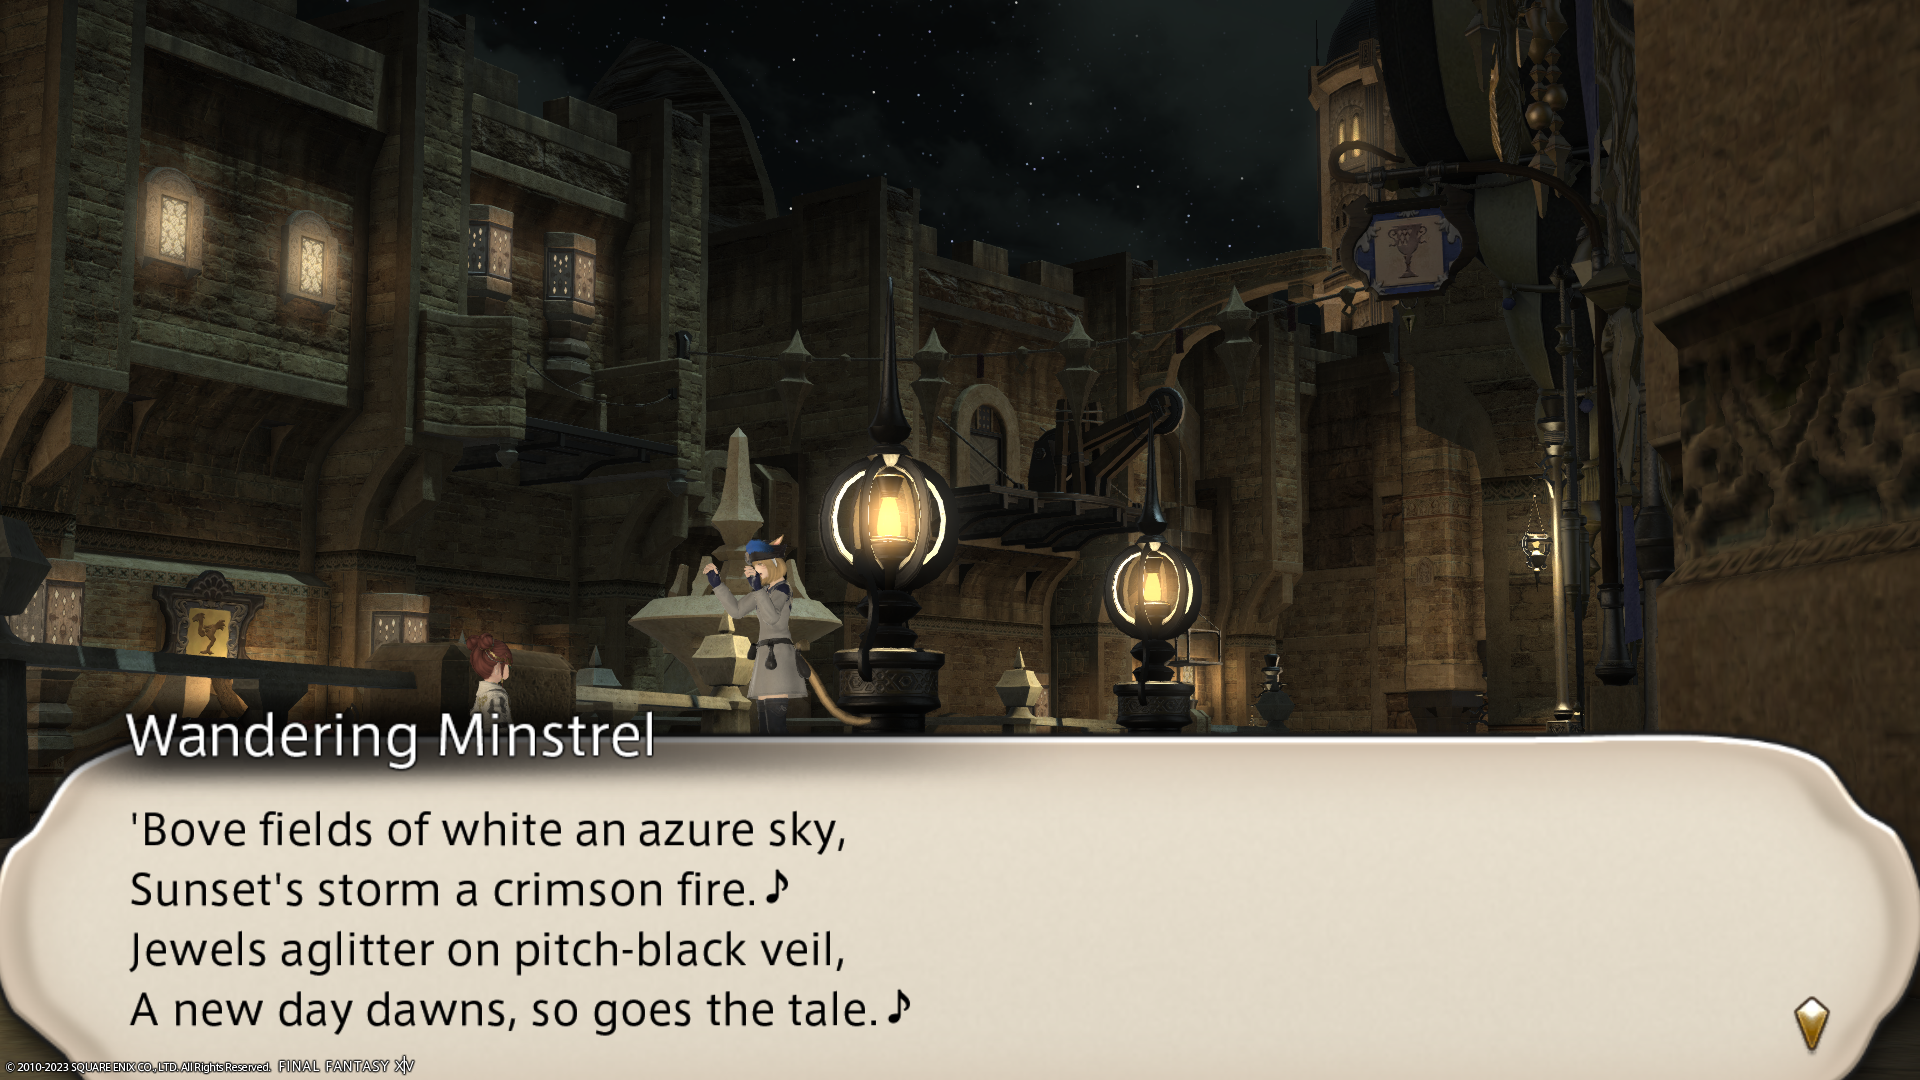 Wandering Minstrel
'Bove fields of white an azure sky,
Sunset's storm a crimson fire.♪
Jewels aglitter on pitch-black veil,
A new day dawns, so goes the tale.♪
© 2010-2023 SQUARE ENIX CO., LTD. All Rights Reserved. FINAL FANTASY XIV